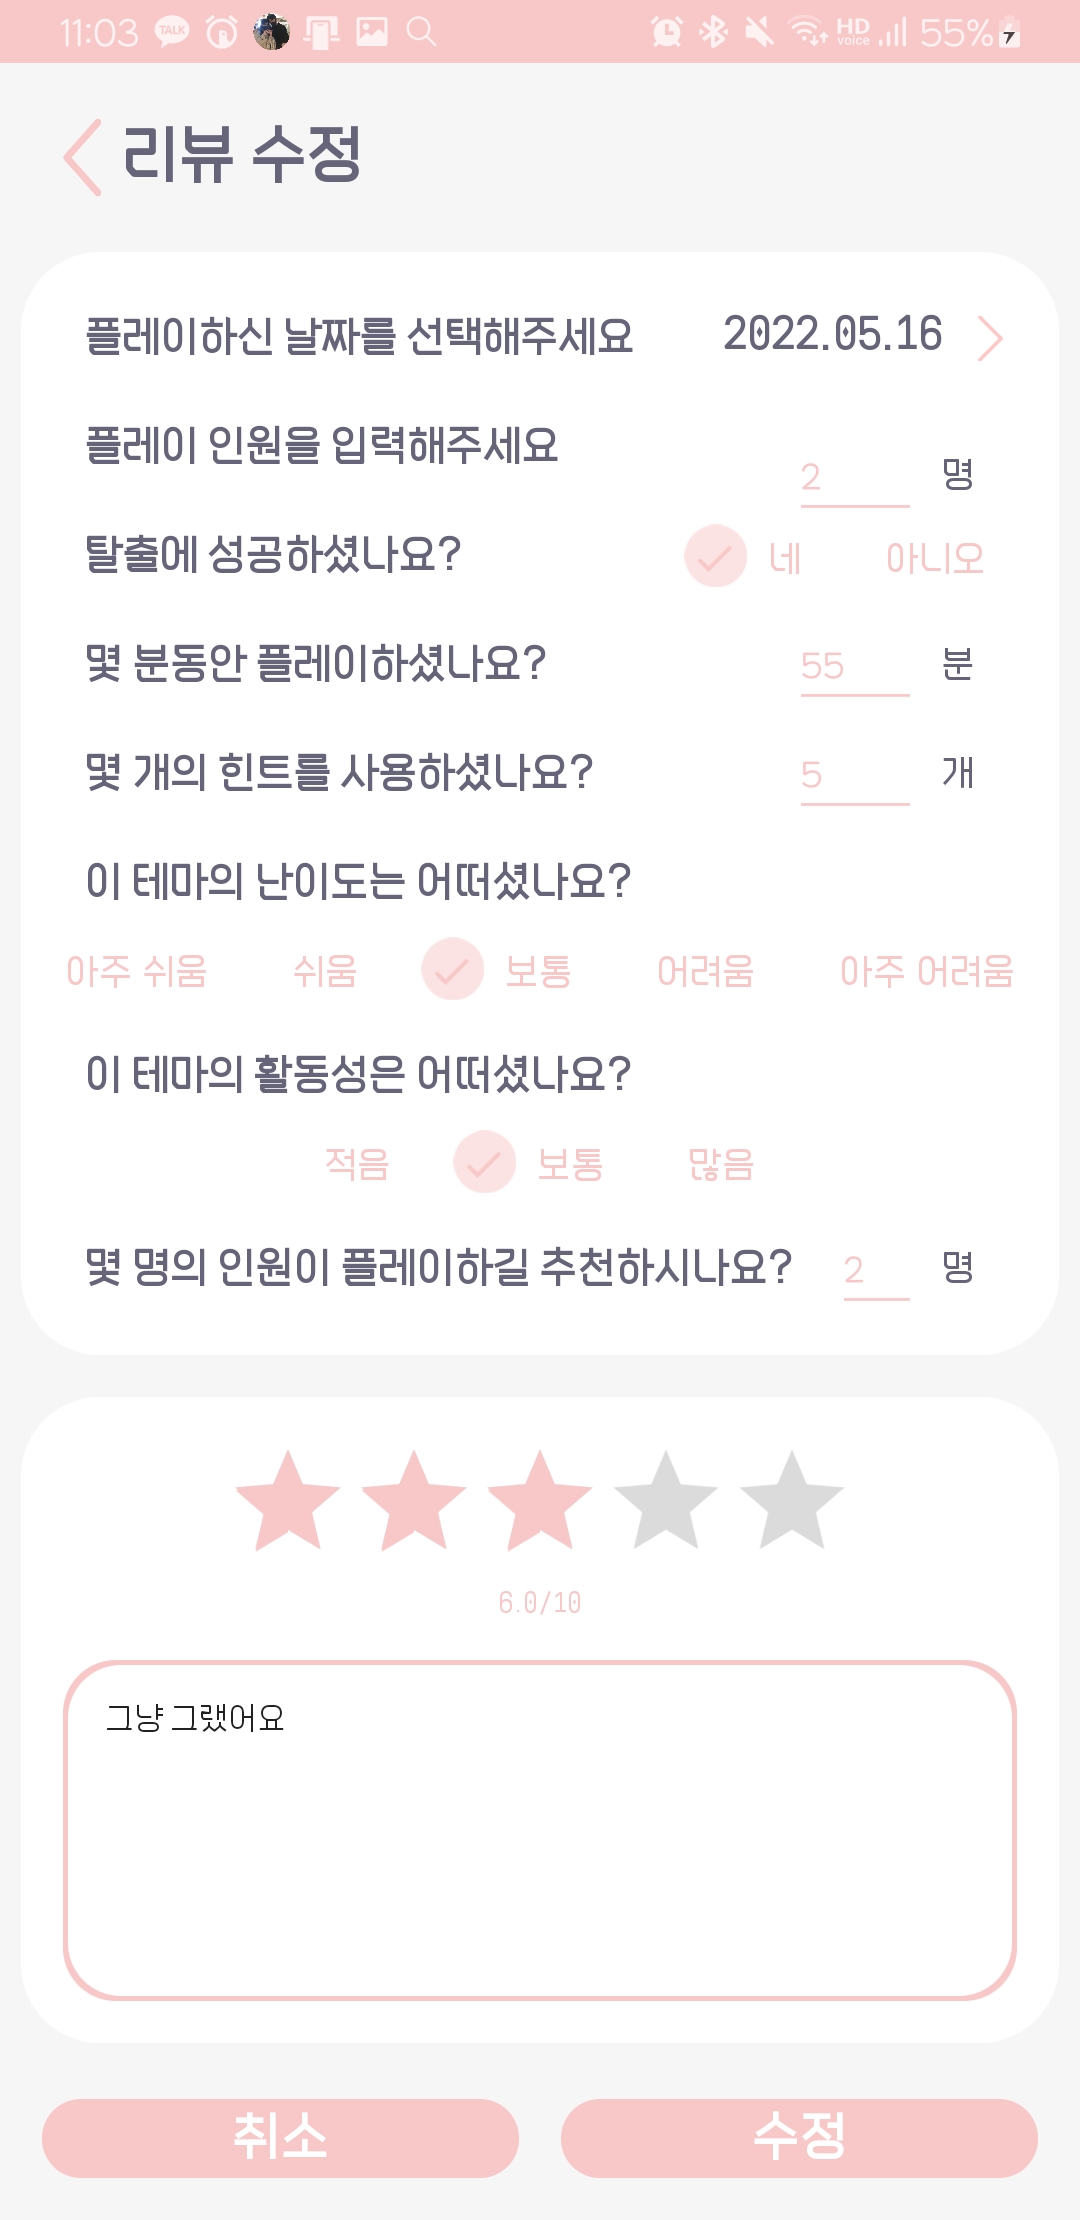 11:03 TALK HD voice 55%
리뷰 수정
플레이하신 날짜를 선택해주세요 2022.05.16
플레이 인원을 입력해주세요
2 명
탈출에 성공하셨나요? 네 아니오
몇 분동안 플레이하셨나요? 55 분
몇 개의 힌트를 사용하셨나요? 5 개
이 테마의 난이도는 어떠셨나요?
아주 쉬움 쉬움 보통 어려움 아주 어려움
이 테마의 활동성은 어떠셨나요?
적음 보통 많음
몇 명의 인원이 플레이하길 추천하시나요? 2 명
6.0/10
그냥 그랬어요
취소 수정